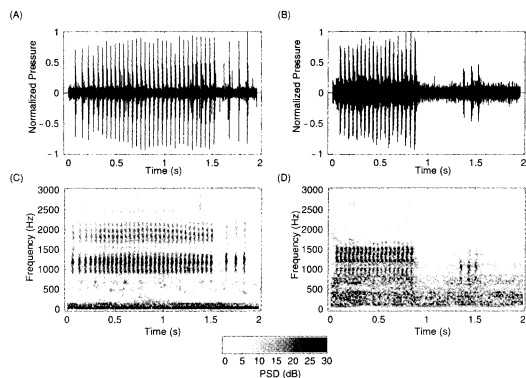 (A)
(B)
Normalized Pressure
1
0.5
0
- 0.5
- 1
0 0.5 1 1.5 2
Time (s)
Normalized Pressure
1
0.5
0
- 0.5
- 1
0 0.5 1 1.5 2
Time (s)
(C)
(D)
Frequency (Hz)
3000
2500
2000
1500
1000
500
0
0 0.5 1 1.5 2
Time (s)
Frequency (Hz)
3000
2500
2000
1500
1000
500
0
0 0.5 1 1.5 2
Time (s)
0 5 10 15 20 25 30
PSD (dB)